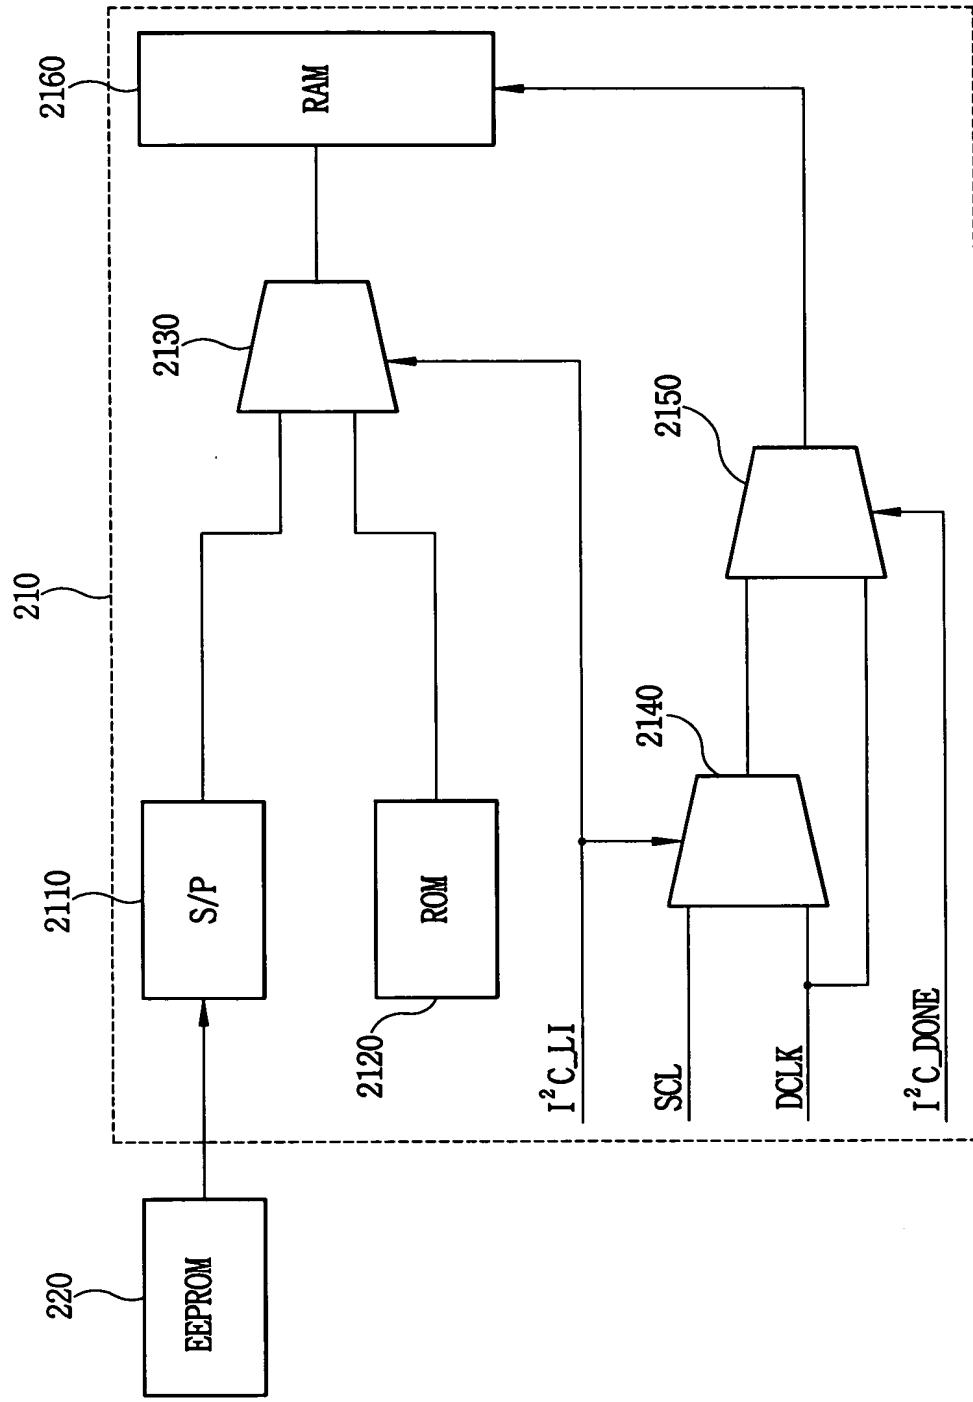 210
220
EEPROM
2110
S/P
2120
ROM
2130
2160
RAM
I²C_LI
SCL
DCLK
I²C_DONE
2140
2150